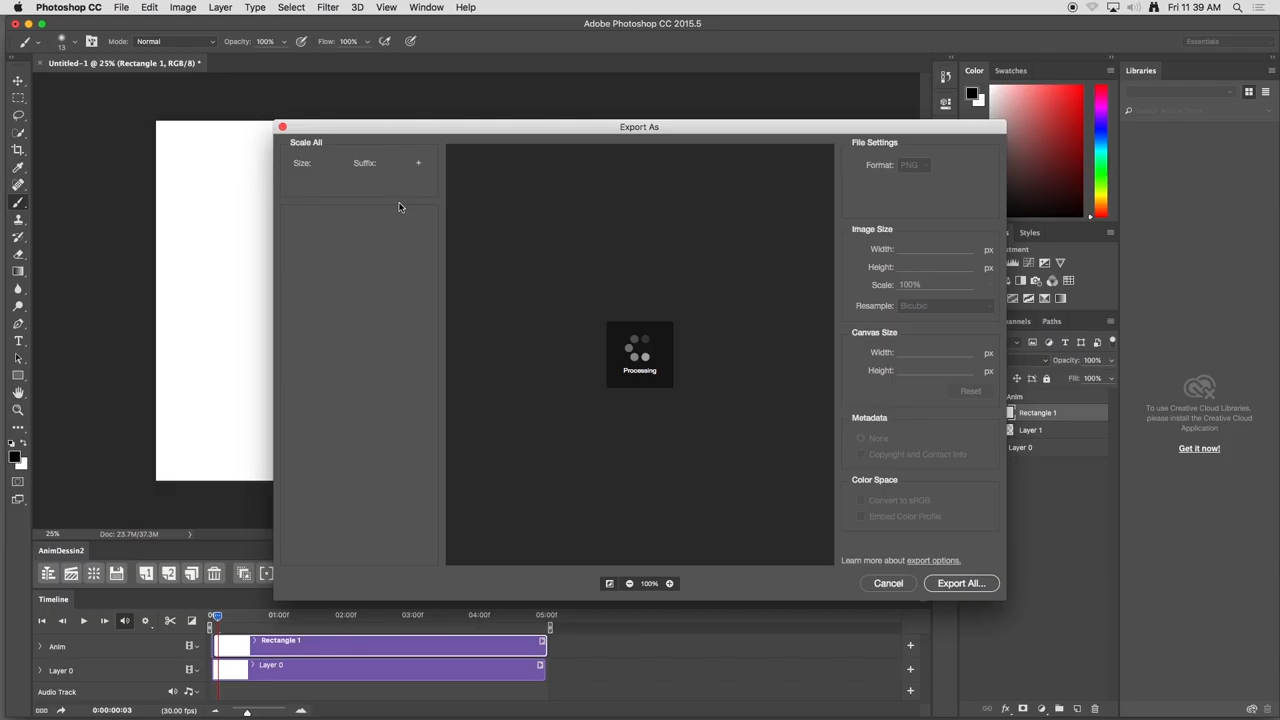 Photoshop CC File Edit Image Layer Type Select Filter 3D View Window Help Fri 11:39 AM
Adobe Photoshop CC 2015.5
13 Mode: Normal Opacity: 100% Flow: 100% Essentials
× Untitled-1 @ 25% (Rectangle 1, RGB/8) *
Color Swatches Libraries
Export As
Scale All
Size: Suffix: +
Processing
100%
File Settings
Format: PNG
Image Size
Width: px
Height: px
Scale: 100%
Resample: Bicubic
Canvas Size
Width: px
Height: px
Reset
Metadata
None
Copyright and Contact Info
Color Space
Convert to sRGB
Embed Color Profile
Learn more about export options.
Cancel Export All...
Styles
Paths
Opacity: 100%
Fill: 100%
Anim
Rectangle 1
Layer 1
Layer 0
To use Creative Cloud Libraries,
please install the Creative Cloud
Application
Get it now!
25% Doc: 23.7M/37.3M
AnimDessin2
1 2
Timeline
01:00f 02:00f 03:00f 04:00f 05:00f
Anim Rectangle 1
Layer 0 Layer 0
Audio Track
0:00:00:03 (30.00 fps)